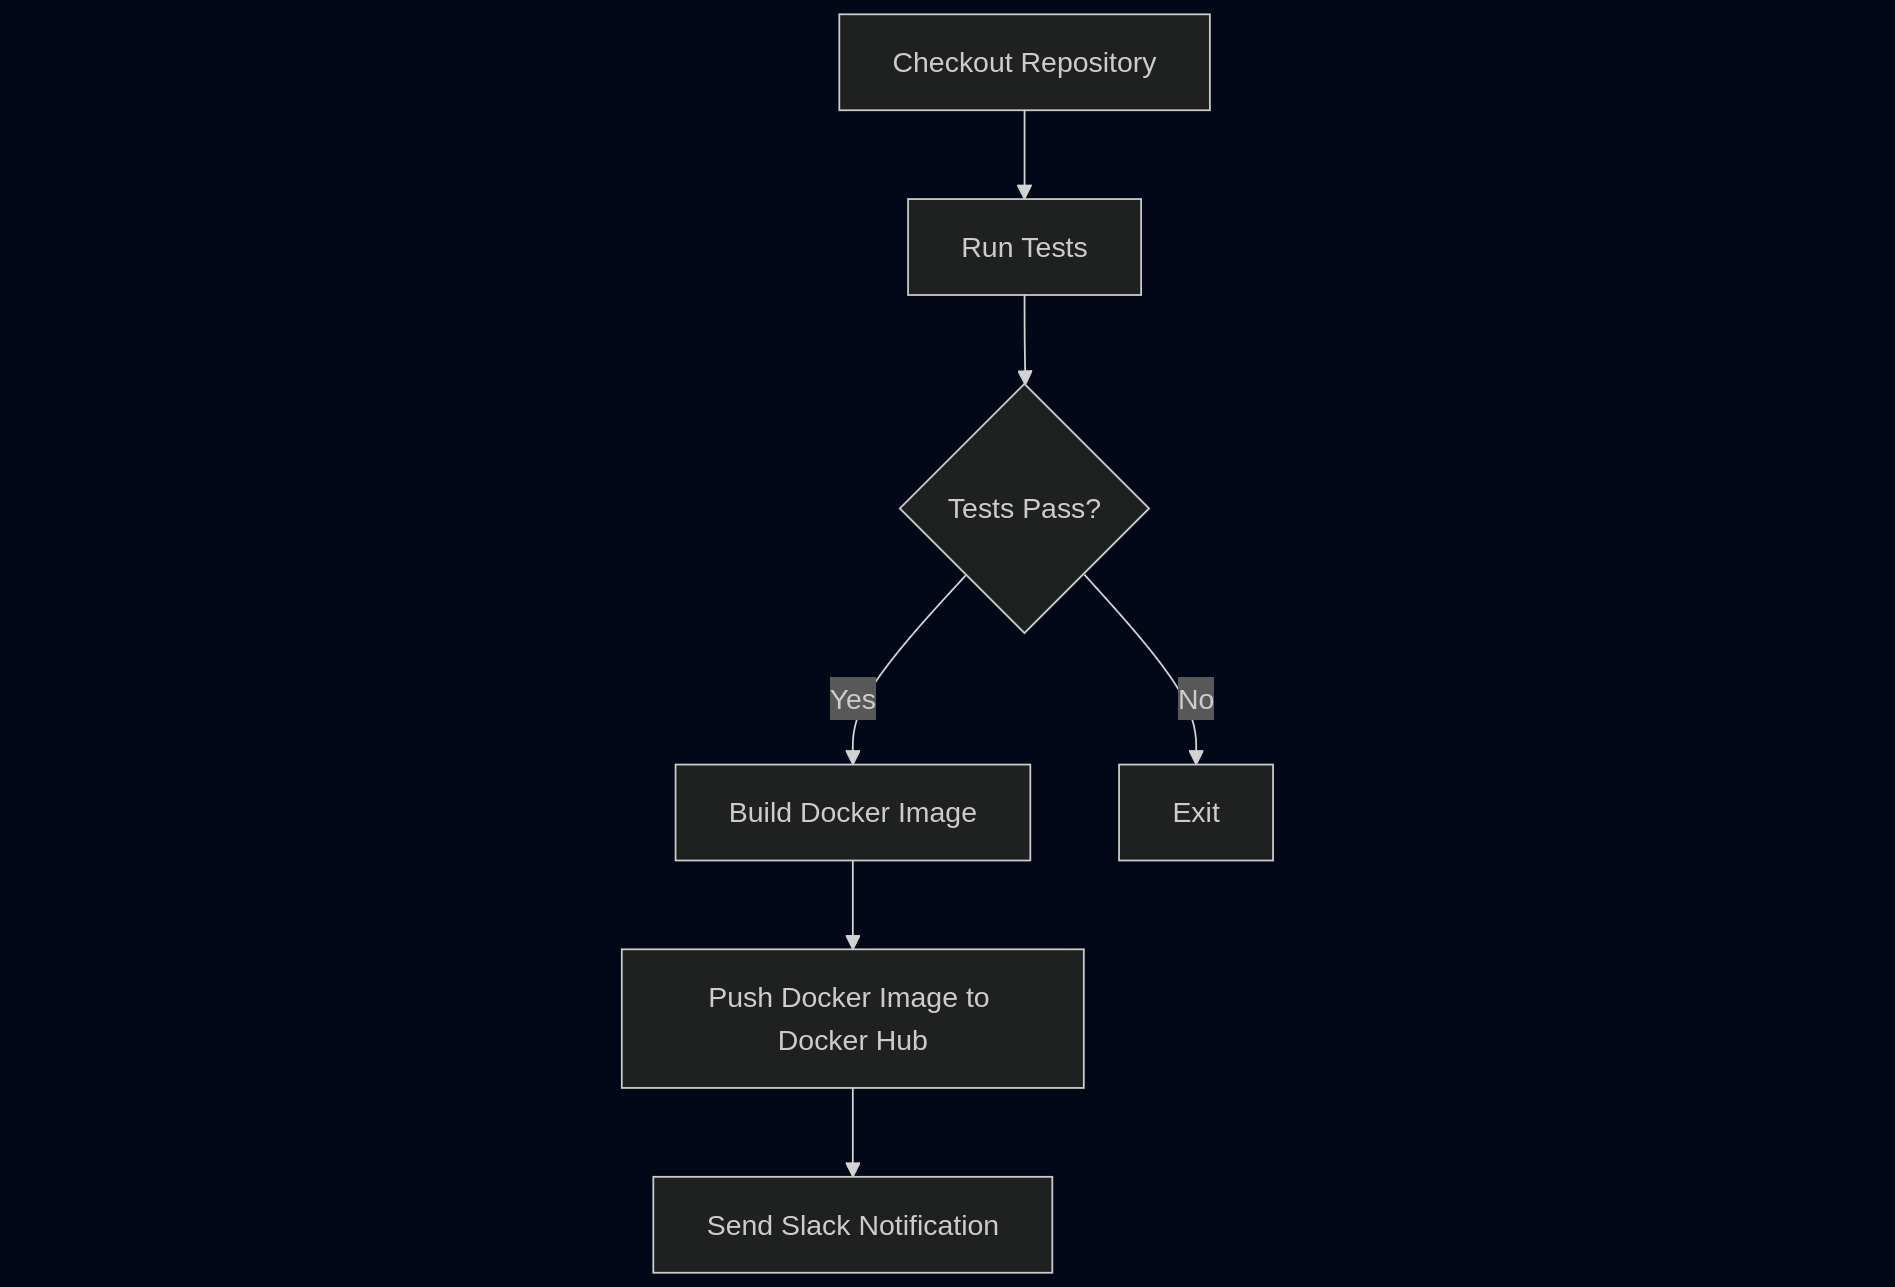 Checkout Repository
Run Tests
Tests Pass?
Yes
No
Build Docker Image
Exit
Push Docker Image to
Docker Hub
Send Slack Notification